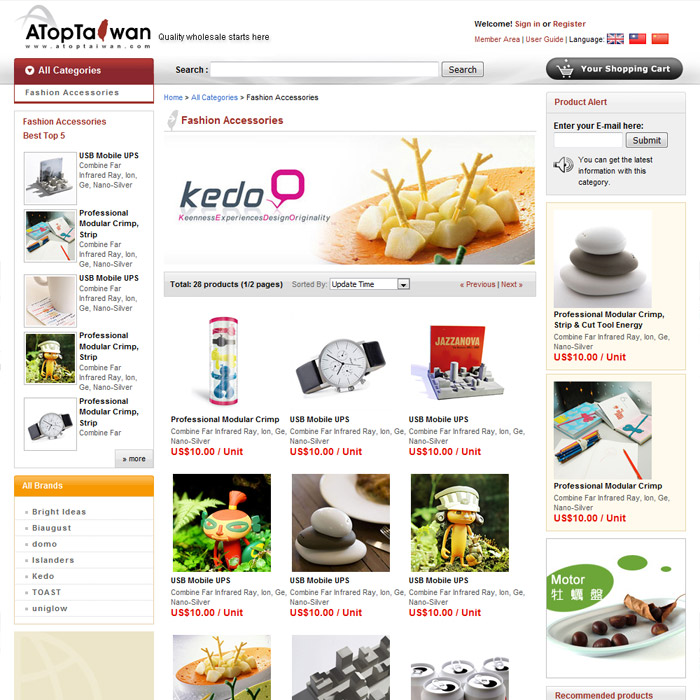 ATopTaiwan
www.atoptaiwan.com
Quality wholesale starts here
Welcome! Sign in or Register
Member Area | User Guide | Language:
All Categories
Search :
Search
Your Shopping Cart
Fashion Accessories
Fashion Accessories
Best Top 5
USB Mobile UPS
Combine Far
Infrared Ray, Ion,
Ge, Nano-Silver
Professional
Modular Crimp,
Strip
Combine Far
Infrared Ray, Ion,
Ge, Nano-Silver
USB Mobile UPS
Combine Far
Infrared Ray, Ion,
Ge, Nano-Silver
Professional
Modular Crimp,
Strip
Combine Far
Infrared Ray, Ion,
Ge, Nano-Silver
Professional
Modular Crimp,
Strip
Combine Far
» more
All Brands
Bright Ideas
Biaugust
domo
Islanders
Kedo
TOAST
uniglow
Home > All Categories > Fashion Accessories
Fashion Accessories
kedo
KeennessExperiencesDesignOriginality
Total: 28 products (1/2 pages)
Sorted By:
Update Time
« Previous | Next »
JAZZANOVA
Professional Modular Crimp
Combine Far Infrared Ray, Ion, Ge,
Nano-Silver
US$10.00 / Unit
USB Mobile UPS
Combine Far Infrared Ray, Ion, Ge,
Nano-Silver
US$10.00 / Unit
USB Mobile UPS
Combine Far Infrared Ray, Ion, Ge,
Nano-Silver
US$10.00 / Unit
USB Mobile UPS
Combine Far Infrared Ray, Ion, Ge,
Nano-Silver
US$10.00 / Unit
USB Mobile UPS
Combine Far Infrared Ray, Ion, Ge,
Nano-Silver
US$10.00 / Unit
USB Mobile UPS
Combine Far Infrared Ray, Ion, Ge,
Nano-Silver
US$10.00 / Unit
Product Alert
Enter your E-mail here:
Submit
You can get the latest
information with this
category.
Professional Modular Crimp,
Strip & Cut Tool Energy
Combine Far Infrared Ray, Ion, Ge,
Nano-Silver
US$10.00 / Unit
Professional Modular Crimp
Combine Far Infrared Ray, Ion, Ge,
Nano-Silver
US$10.00 / Unit
Motor
牡蠣盤
Recommended products